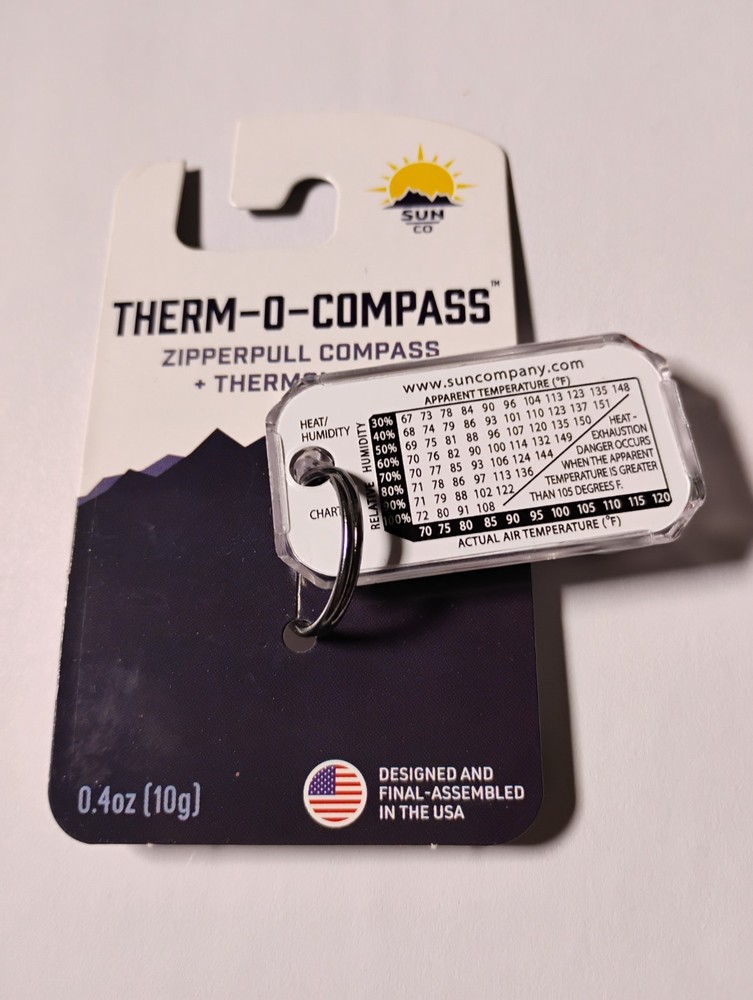 SUN
CO
THERM-O-COMPASS™
ZIPPERPULL COMPASS
+ THERM
www.suncompany.com
APPARENT TEMPERATURE (°F)
HEAT/
HUMIDITY
CHART
RELATIVE HUMIDITY
30% 67 73 78 84 90 96 104 113 123 135 148
40% 68 74 79 86 93 101 110 123 137 151
50% 69 75 81 88 96 107 120 135 150
60% 70 76 82 90 100 114 132 149
70% 70 77 85 93 106 124 144
80% 71 78 86 97 113 136
90% 71 79 88 102 122
100% 72 80 91 108
HEAT-
EXHAUSTION
DANGER OCCURS
WHEN THE APPARENT
TEMPERATURE IS GREATER
THAN 105 DEGREES F.
70 75 80 85 90 95 100 105 110 115 120
ACTUAL AIR TEMPERATURE (°F)
0.4oz (10g)
DESIGNED AND
FINAL-ASSEMBLED
IN THE USA